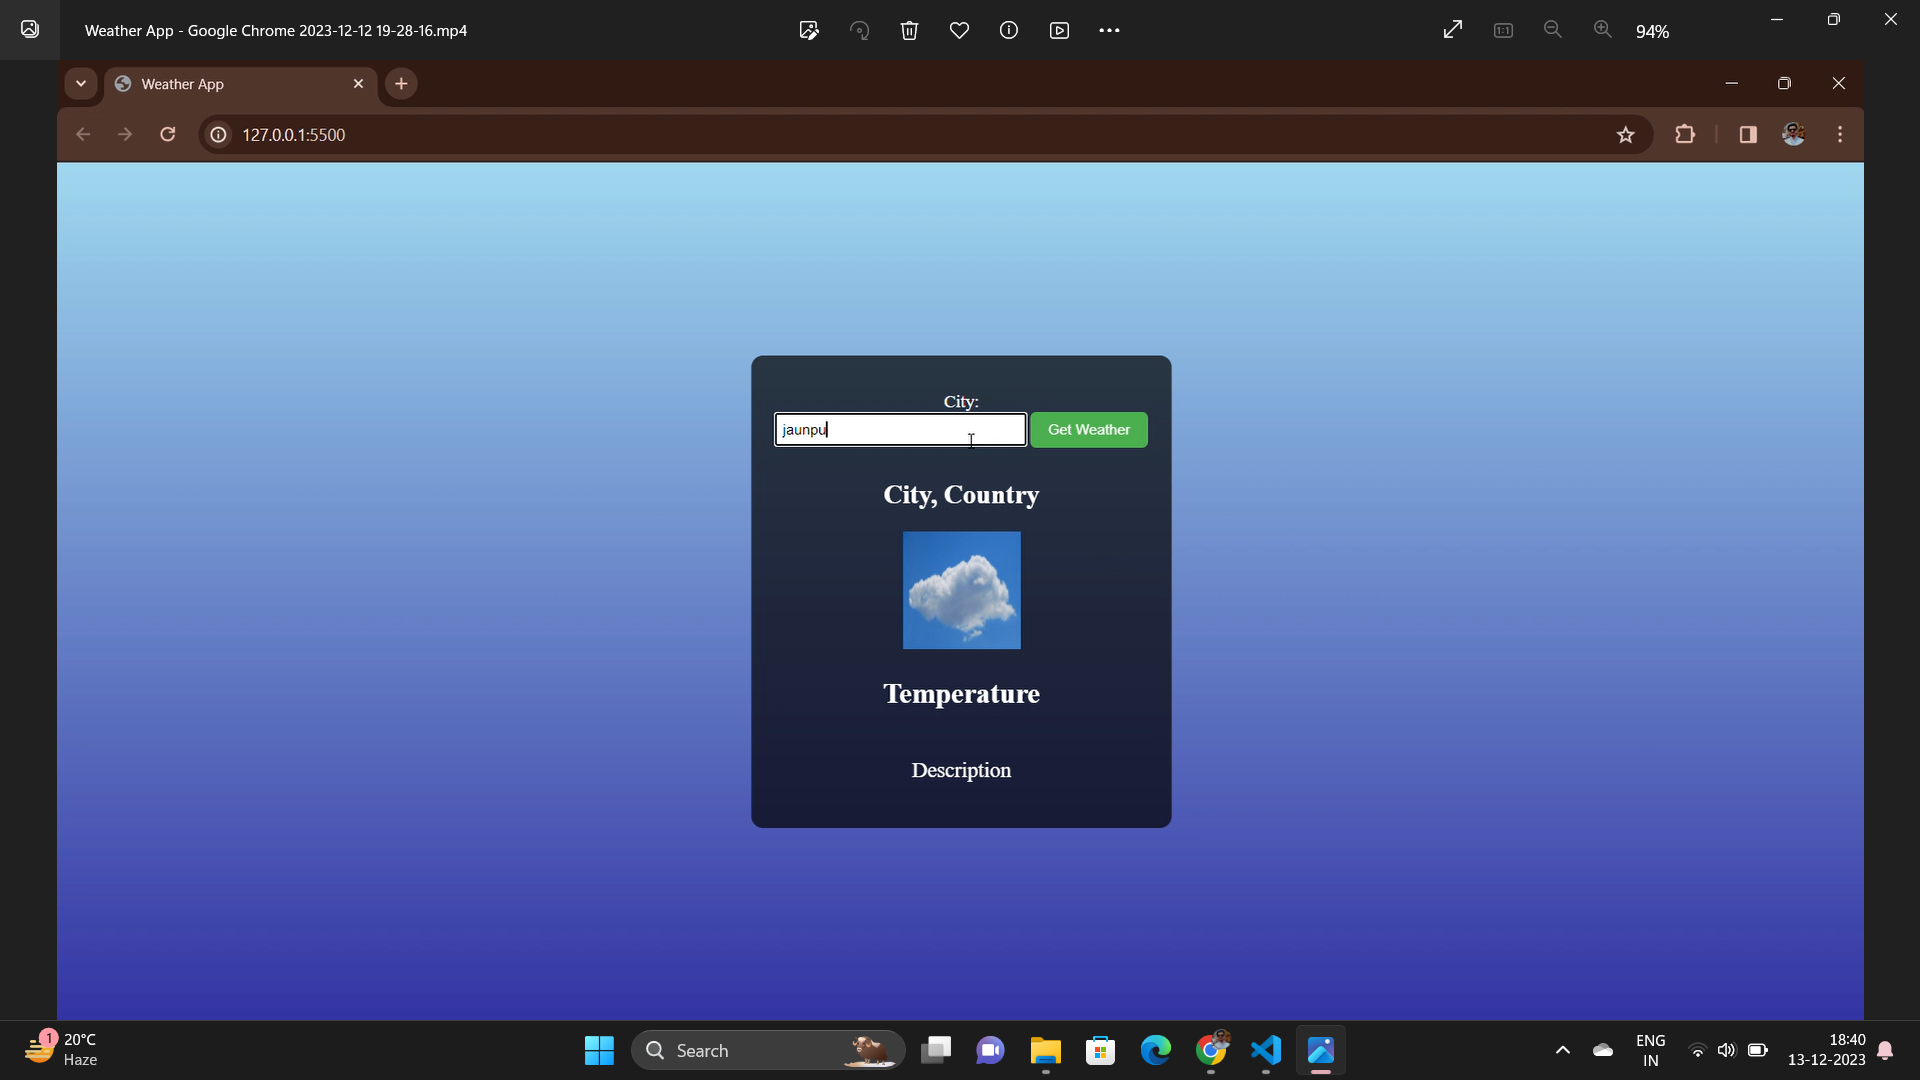 Weather App - Google Chrome 2023-12-12 19-28-16.mp4
1:1
94%
Weather App
127.0.0.1:5500
City:
jaunpu
Get Weather
City, Country
Temperature
Description
1
20°C
Haze
Search
ENG
IN
18:40
13-12-2023